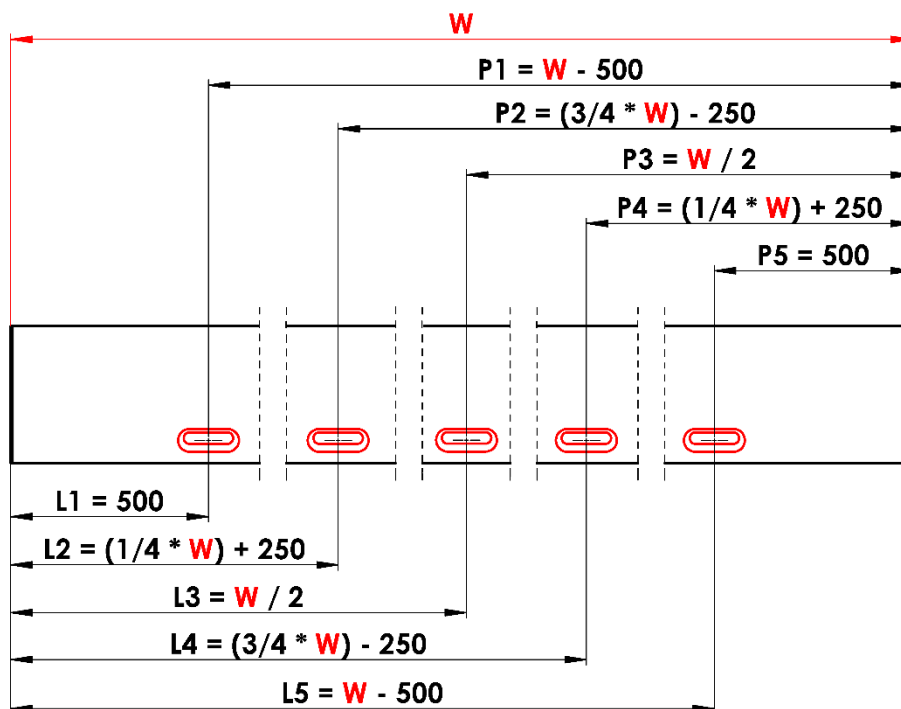 W
P1 = W - 500
P2 = (3/4 * W) - 250
P3 = W / 2
P4 = (1/4 * W) + 250
P5 = 500
L1 = 500
L2 = (1/4 * W) + 250
L3 = W / 2
L4 = (3/4 * W) - 250
L5 = W - 500